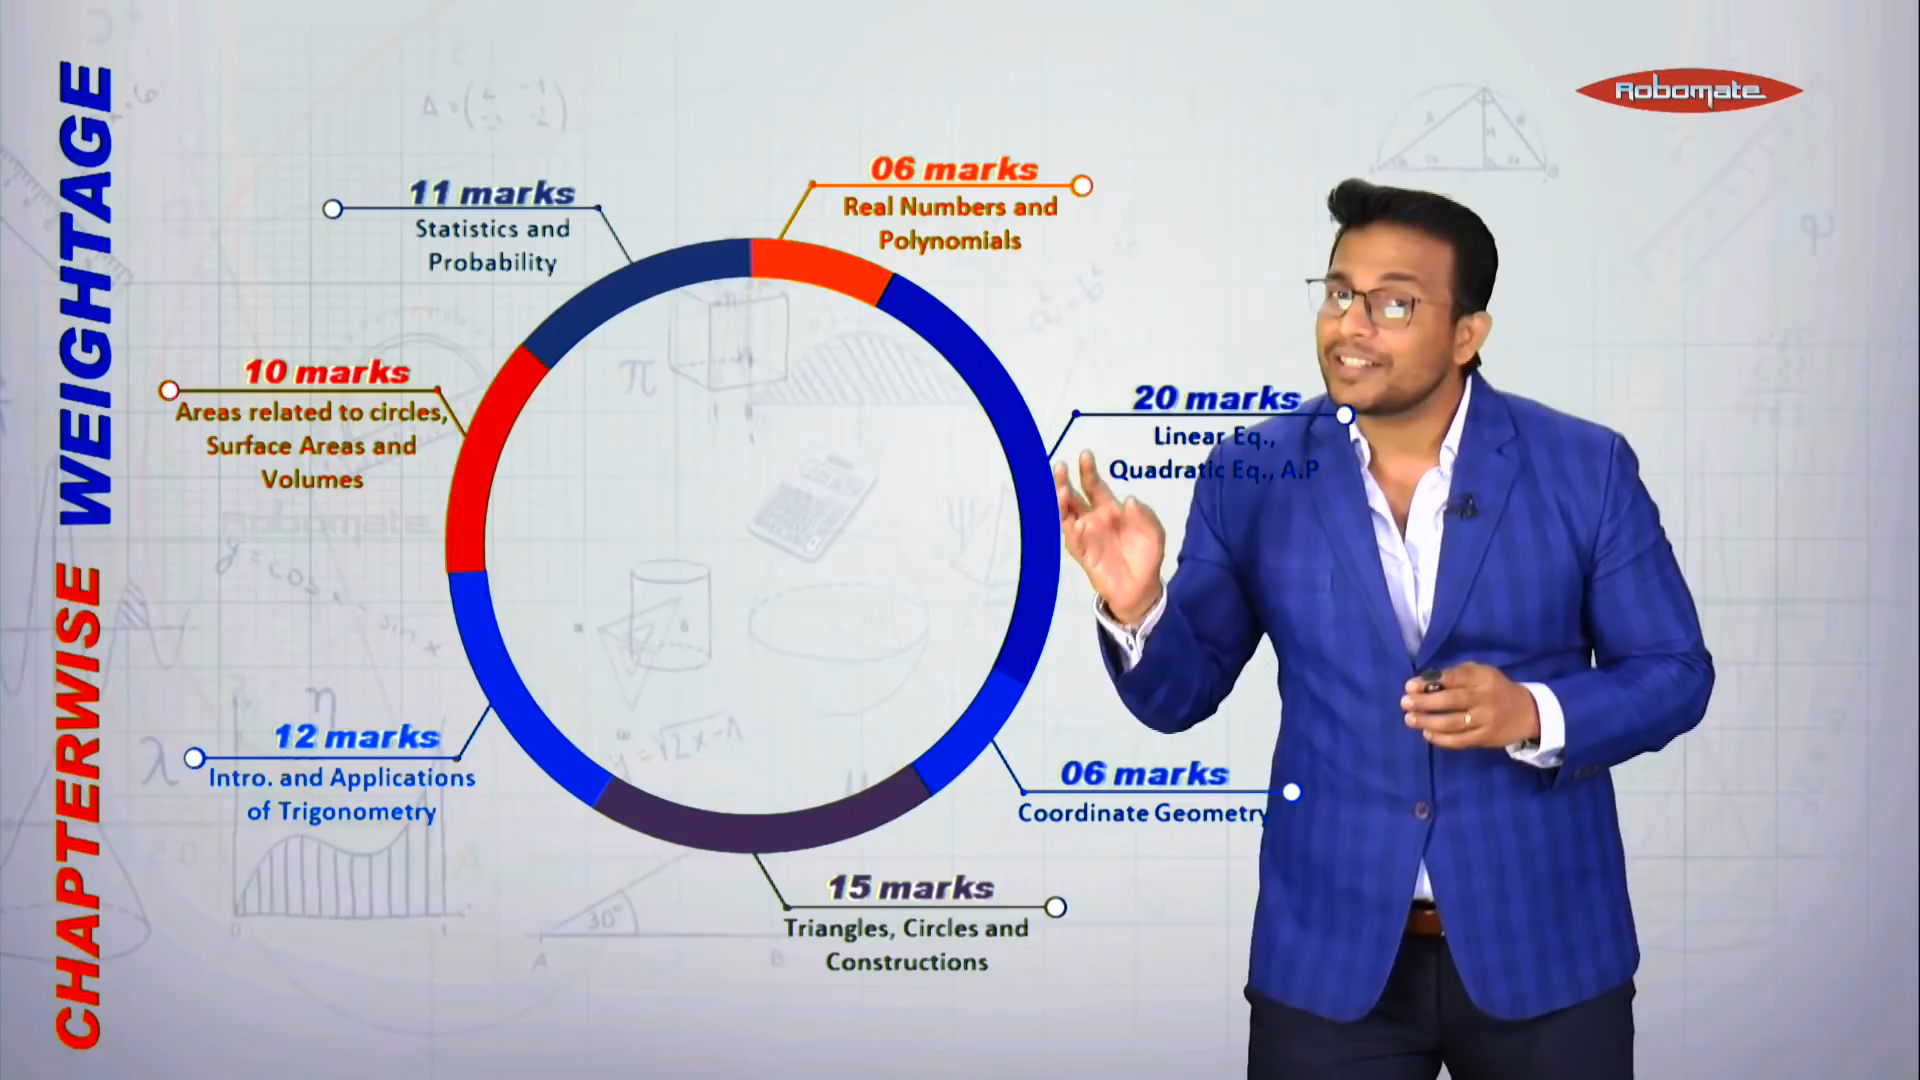 CHAPTERWISE WEIGHTAGE
Robomate
06 marks
Real Numbers and
Polynomials
11 marks
Statistics and
Probability
20 marks
Linear Eq.,
Quadratic Eq., A.P
10 marks
Areas related to circles,
Surface Areas and
Volumes
12 marks
Intro. and Applications
of Trigonometry
06 marks
Coordinate Geometry
15 marks
Triangles, Circles and
Constructions
Robomate
π
λ
η
30°
A
B